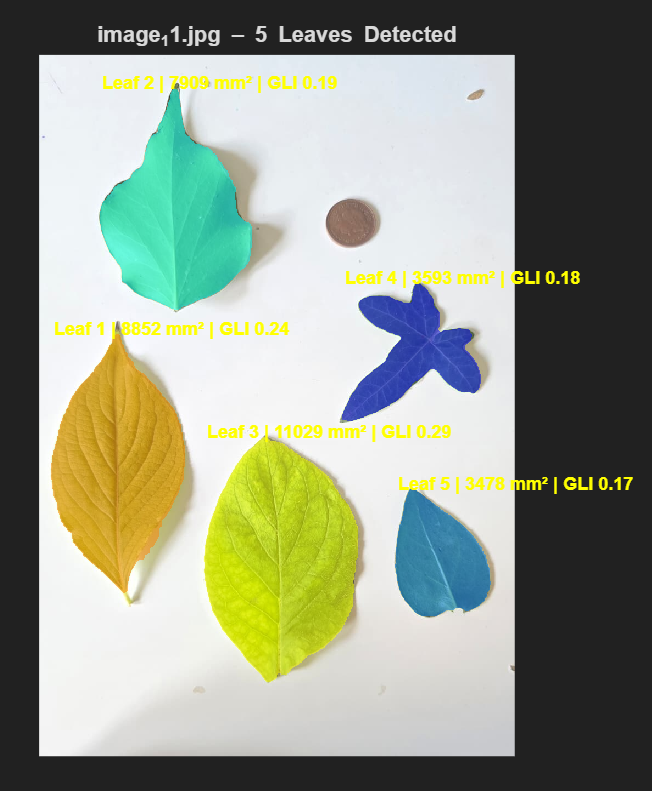 image₁1.jpg – 5 Leaves Detected
Leaf 2 | 7909 mm² | GLI 0.19
Leaf 4 | 3593 mm² | GLI 0.18
Leaf 1 | 8852 mm² | GLI 0.24
Leaf 3 | 11029 mm² | GLI 0.29
Leaf 5 | 3478 mm² | GLI 0.17